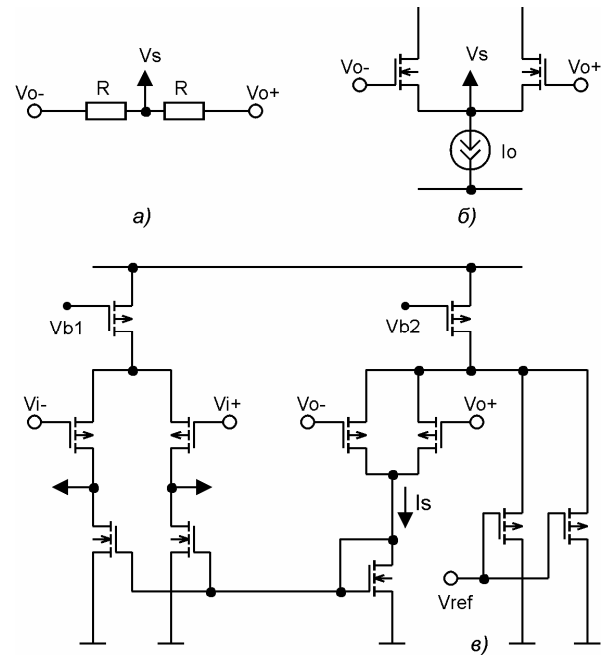 Vs
Vo-
R
R
Vo+
а)
Vo-
Vs
Vo+
Io
б)
Vb1
Vb2
Vi-
Vi+
Vo-
Vo+
Is
Vref
в)